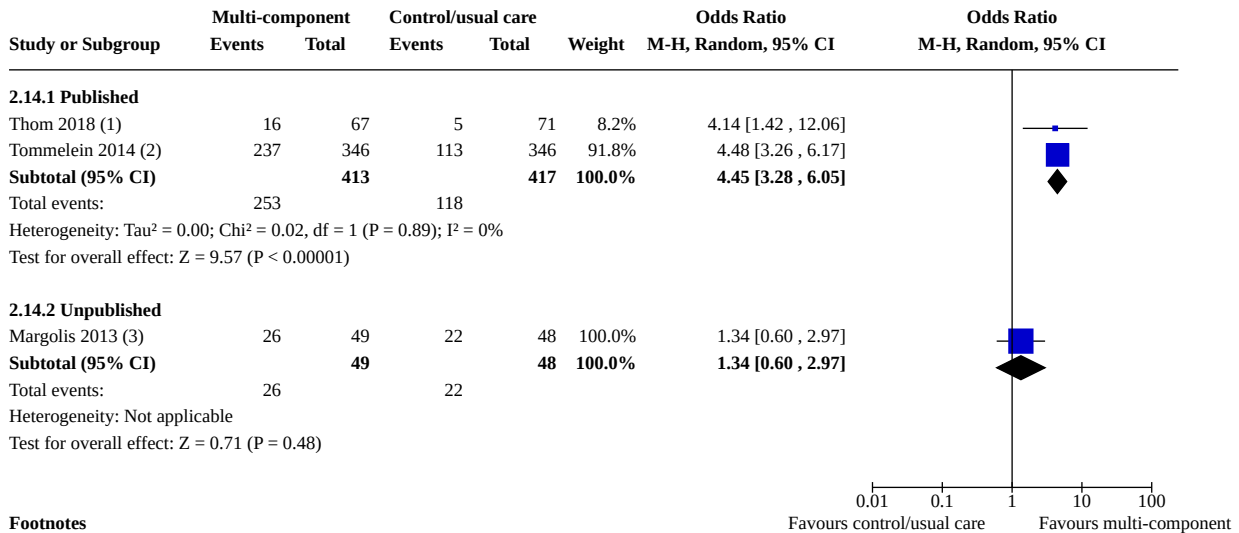 Multi-component Control/usual care Odds Ratio Odds Ratio
Study or Subgroup Events Total Events Total Weight M-H, Random, 95% CI M-H, Random, 95% CI
2.14.1 Published
Thom 2018 (1) 16 67 5 71 8.2% 4.14 [1.42 , 12.06]
Tommelein 2014 (2) 237 346 113 346 91.8% 4.48 [3.26 , 6.17]
Subtotal (95% CI) 413 417 100.0% 4.45 [3.28 , 6.05]
Total events: 253 118
Heterogeneity: Tau² = 0.00; Chi² = 0.02, df = 1 (P = 0.89); I² = 0%
Test for overall effect: Z = 9.57 (P < 0.00001)
2.14.2 Unpublished
Margolis 2013 (3) 26 49 22 48 100.0% 1.34 [0.60 , 2.97]
Subtotal (95% CI) 49 48 100.0% 1.34 [0.60 , 2.97]
Total events: 26 22
Heterogeneity: Not applicable
Test for overall effect: Z = 0.71 (P = 0.48)
0.01 0.1 1 10 100
Footnotes Favours control/usual care Favours multi-component